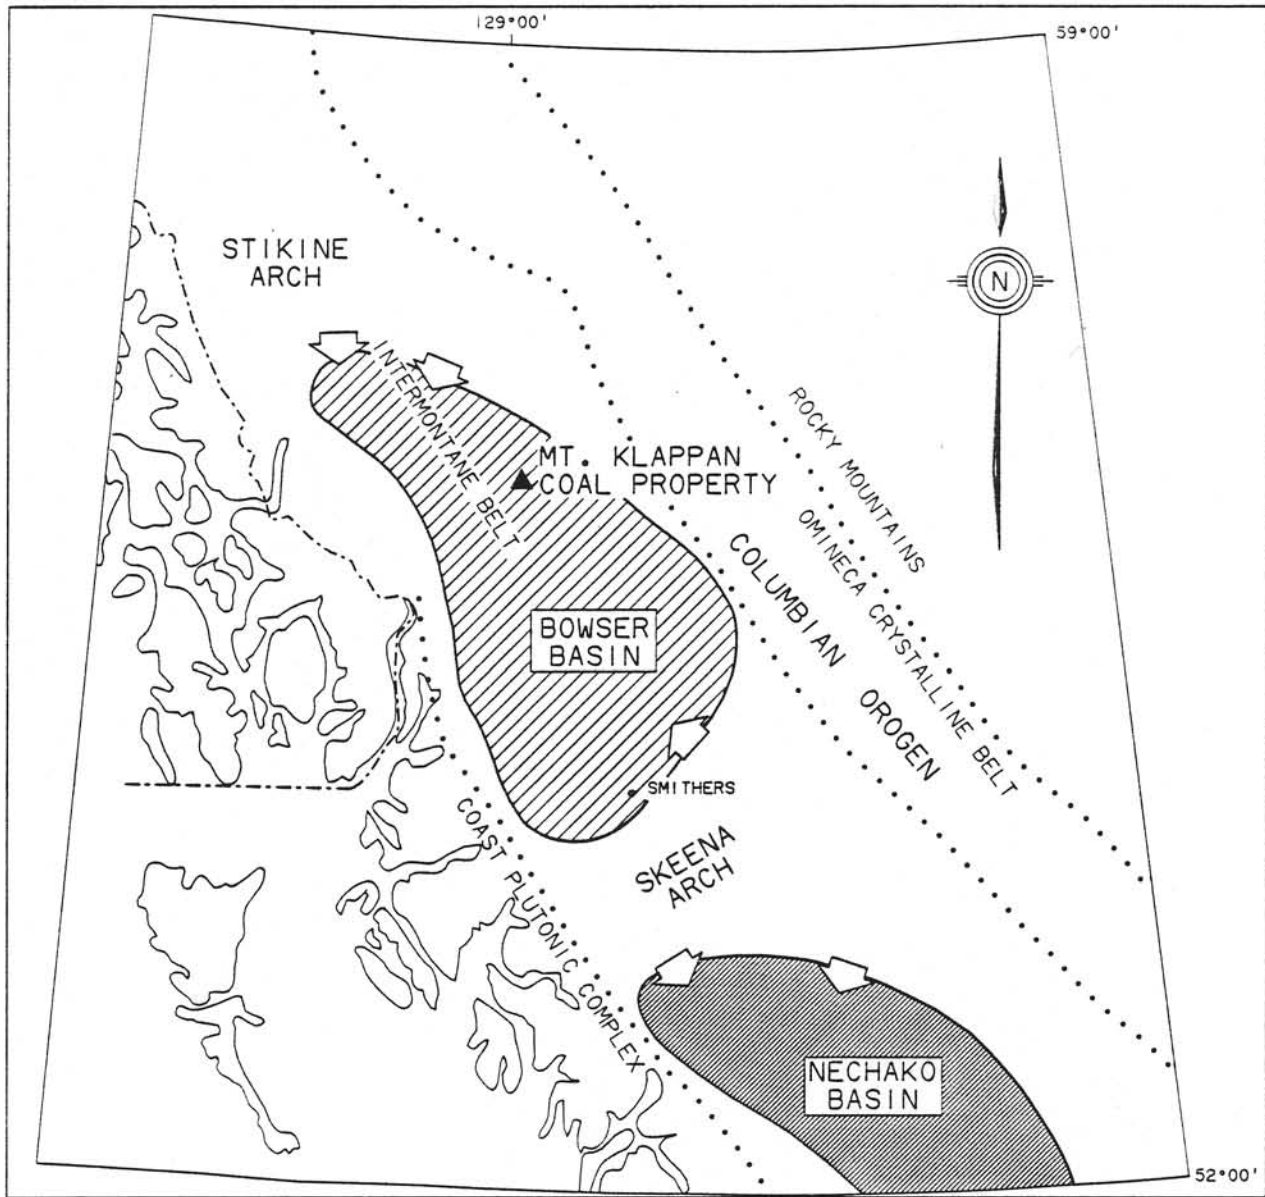 129°00'
59°00'
STIKINE
ARCH
N
INTERMONTANE BELT
ROCKY MOUNTAINS
MT. KLAPPAN
COAL PROPERTY
OMINECA CRYSTALLINE BELT
COLUMBIAN OROGEN
BOWSER
BASIN
SMITHERS
COAST PLUTONIC COMPLEX
SKEENA
ARCH
NECHAKO
BASIN
52°00'